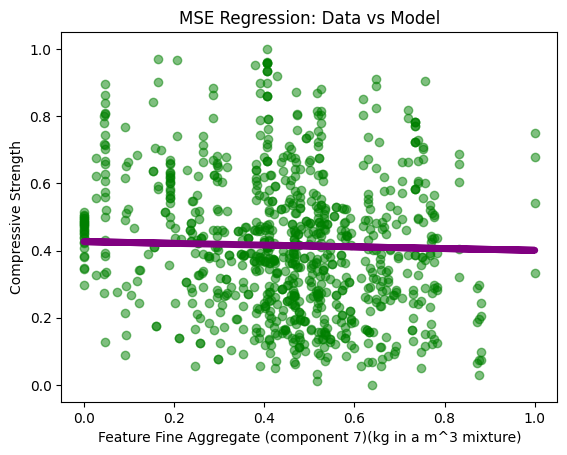 MSE Regression: Data vs Model
1.0
0.8
0.6
0.4
0.2
0.0
Compressive Strength
0.0 0.2 0.4 0.6 0.8 1.0
Feature Fine Aggregate (component 7)(kg in a m^3 mixture)